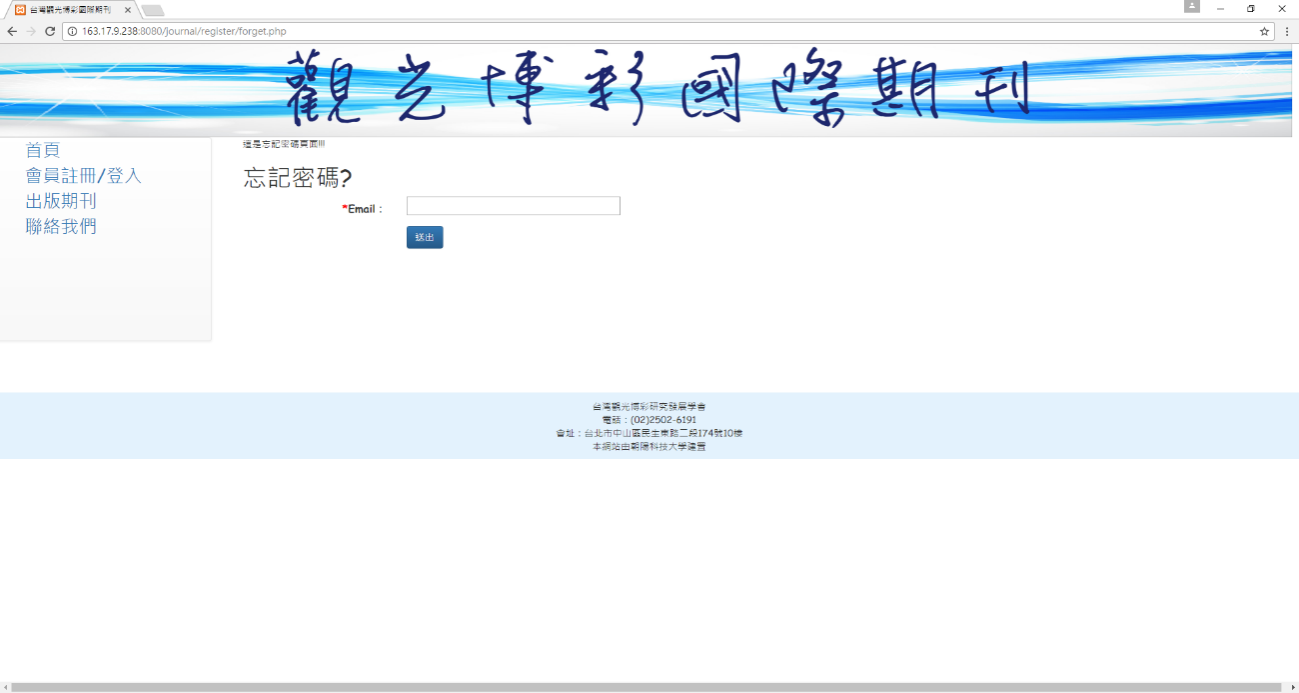 台灣觀光博彩國際期刊
163.17.9.238:8080/journal/register/forget.php
觀光博彩國際期刊
首頁
會員註冊/登入
出版期刊
聯絡我們
這是忘記密碼頁面!!!
忘記密碼?
*Email：
送出
台灣觀光博彩研究發展學會
電話：(02)2502-6191
會址：台北市中山區民生東路二段174號10樓
本網站由朝陽科技大學建置